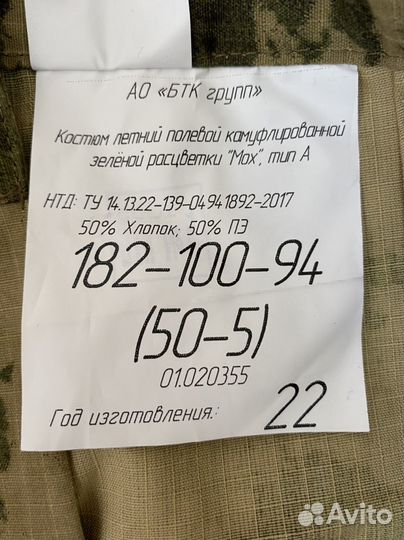 АО «БТК групп»
Костюм летний полевой камуфлированной
зелёной расцветки "Мох", тип А
НТД: ТУ 14.13.22-139-04941892-2017
50% Хлопок; 50% ПЭ
182-100-94
(50-5)
01.020355
Год изготовления.: 22
Avito